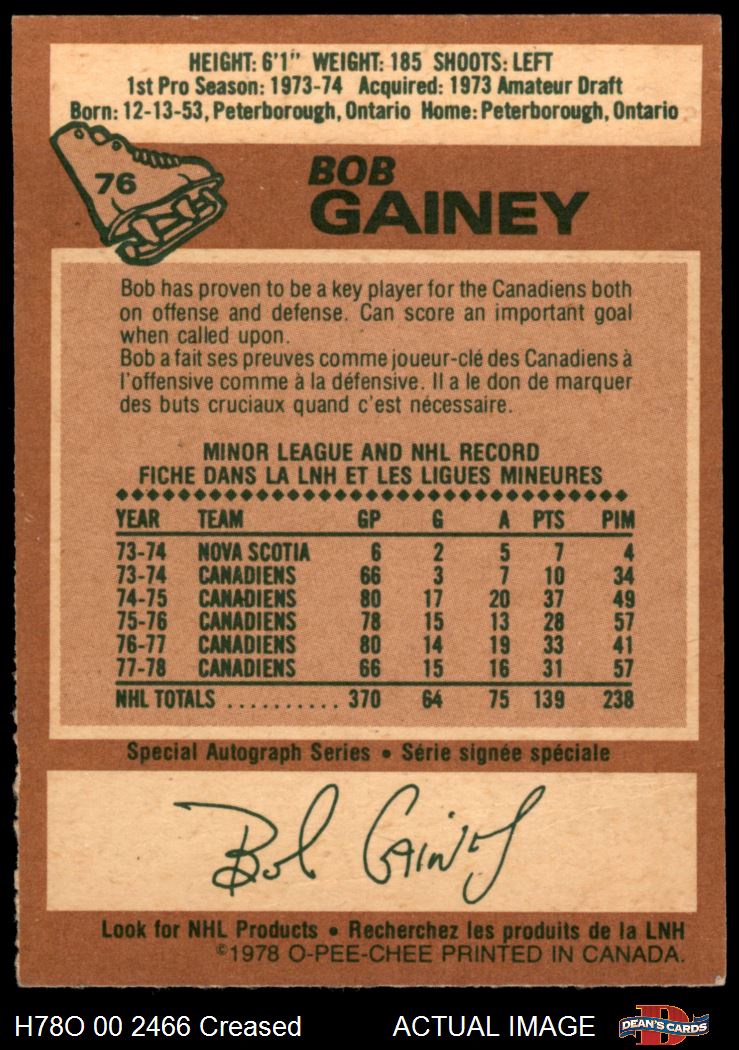 HEIGHT: 6'1" WEIGHT: 185 SHOOTS: LEFT
1st Pro Season: 1973-74 Acquired: 1973 Amateur Draft
Born: 12-13-53, Peterborough, Ontario Home: Peterborough, Ontario
76
BOB
GAINEY
Bob has proven to be a key player for the Canadiens both
on offense and defense. Can score an important goal
when called upon.
Bob a fait ses preuves comme joueur-clé des Canadiens à
l'offensive comme à la défensive. Il a le don de marquer
des buts cruciaux quand c'est nécessaire.
MINOR LEAGUE AND NHL RECORD
FICHE DANS LA LNH ET LES LIGUES MINEURES
YEAR TEAM GP G A PTS PIM
73-74 NOVA SCOTIA 6 2 5 7 4
73-74 CANADIENS 66 3 7 10 34
74-75 CANADIENS 80 17 20 37 49
75-76 CANADIENS 78 15 13 28 57
76-77 CANADIENS 80 14 19 33 41
77-78 CANADIENS 66 15 16 31 57
NHL TOTALS .......... 370 64 75 139 238
Special Autograph Series • Série signée spéciale
Bob Gainey
Look for NHL Products • Recherchez les produits de la LNH
©1978 O-PEE-CHEE PRINTED IN CANADA.
H78O 00 2466 Creased ACTUAL IMAGE DEAN'S CARDS